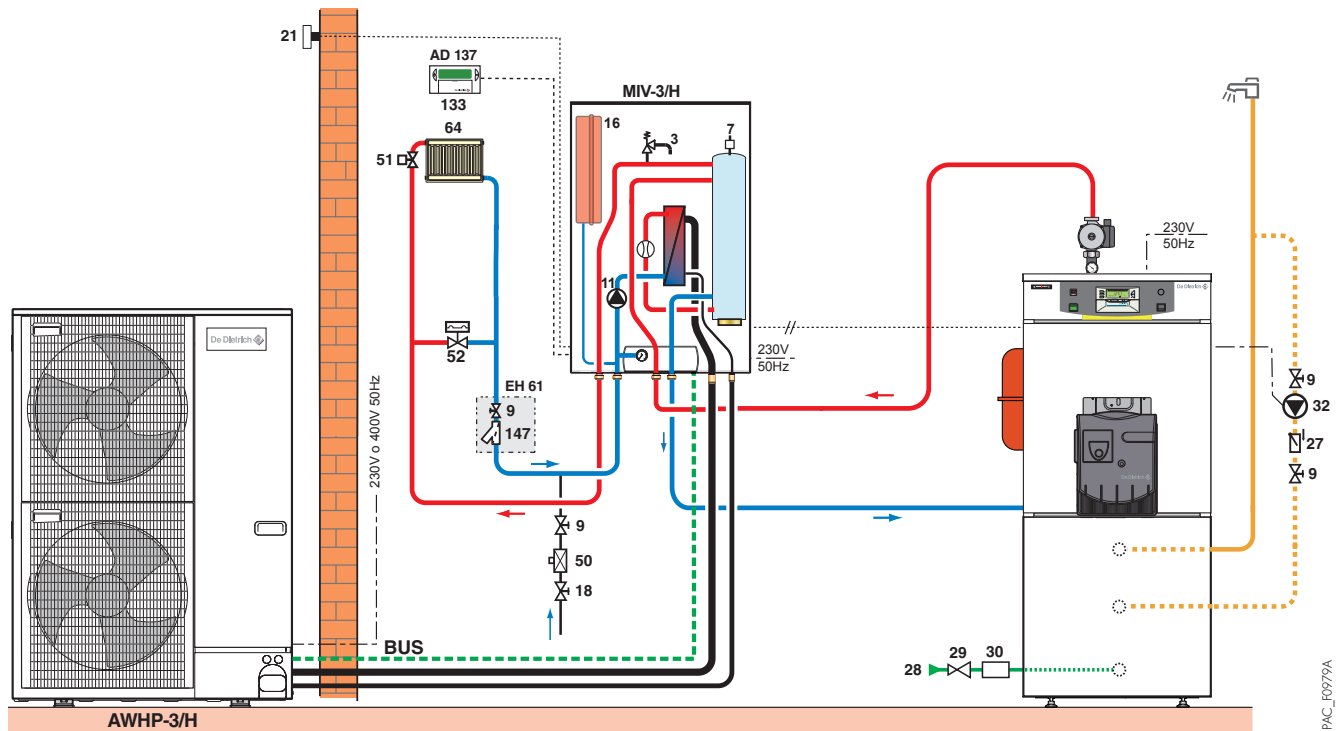 21
AD 137
133
64
51
MIV-3/H
16
3
7
11
230V
50Hz
52
EH 61
9
147
230V
50Hz
De Dietrich
9
32
27
9
De Dietrich
230V o 400V 50Hz
9
50
18
BUS
28
29
30
AWHP-3/H
PAC_F0979A